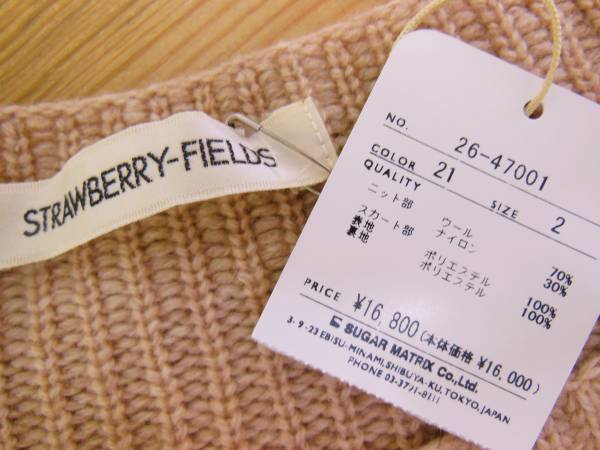 STRAWBERRY-FIELDS
NO. 26-47001
COLOR 21 SIZE 2
QUALITY
ニット部 ウール 70%
ナイロン 30%
スカート部
表地 ポリエステル 100%
裏地 ポリエステル 100%
PRICE ¥16,800(本体価格 ¥16,000)
SUGAR MATRIX Co.,Ltd.
3-9-23 EBISU-MINAMI, SHIBUYA-KU, TOKYO, JAPAN
PHONE 03-3791-8111